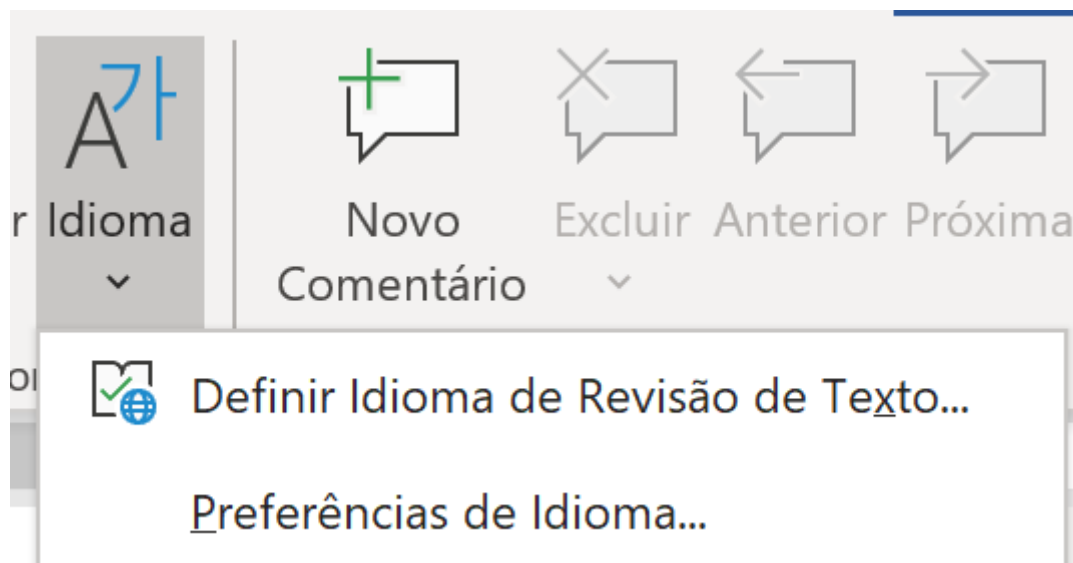 r Idioma
Novo Comentário
Excluir
Anterior
Próxima
Definir Idioma de Revisão de Texto...
Preferências de Idioma...